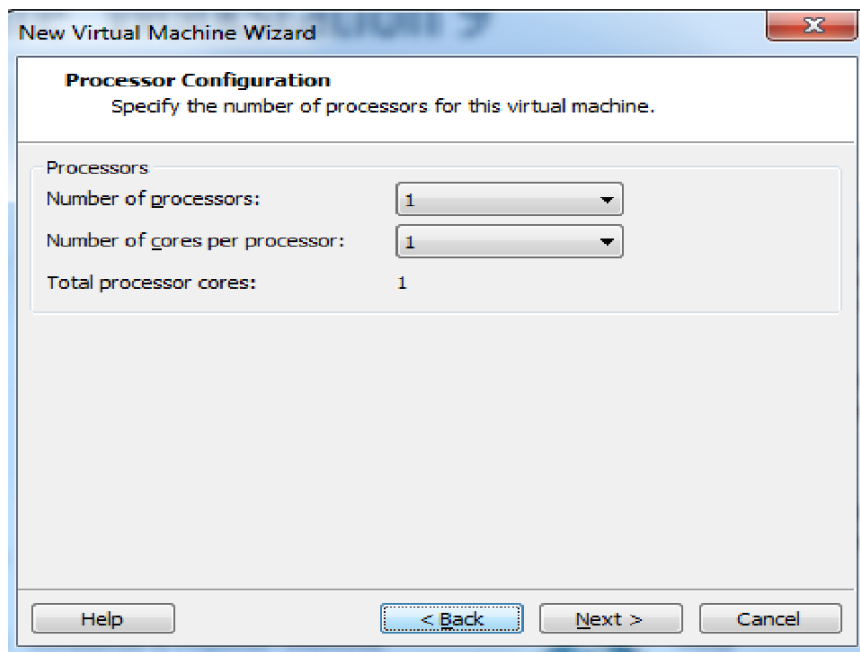 New Virtual Machine Wizard
Processor Configuration
Specify the number of processors for this virtual machine.
Processors
Number of processors: 1
Number of cores per processor: 1
Total processor cores: 1
Help < Back Next > Cancel